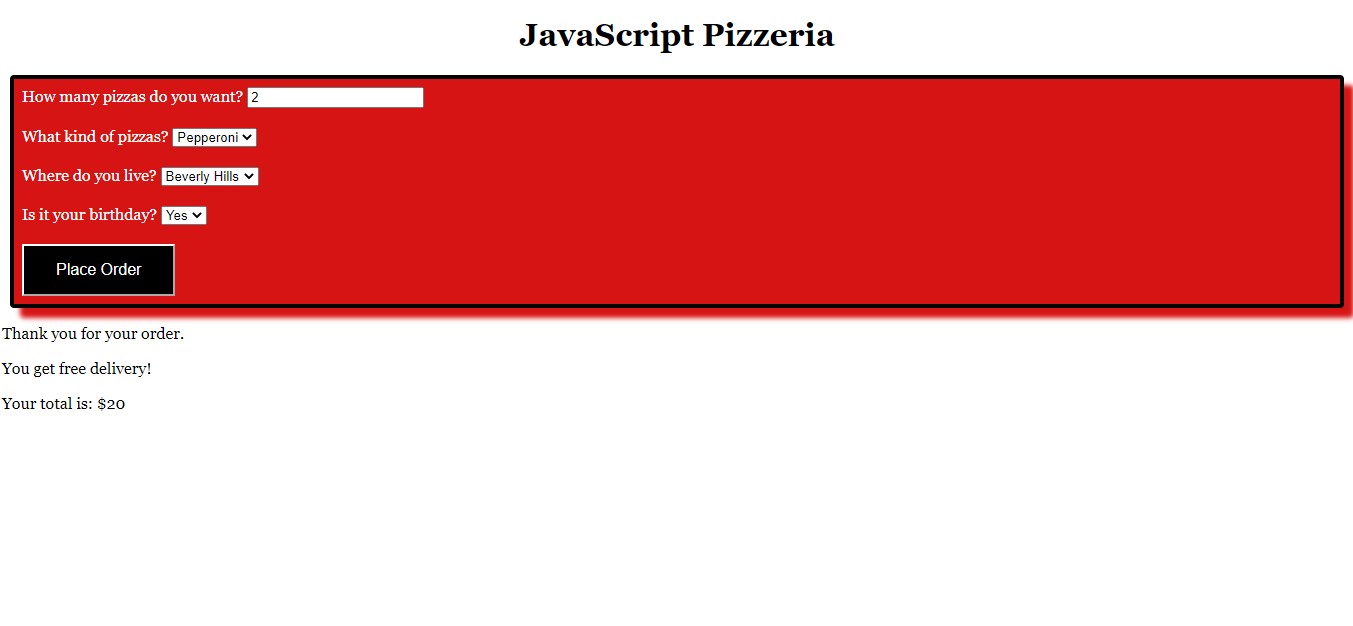 JavaScript Pizzeria
How many pizzas do you want? 2
What kind of pizzas? Pepperoni
Where do you live? Beverly Hills
Is it your birthday? Yes
Place Order
Thank you for your order.
You get free delivery!
Your total is: $20